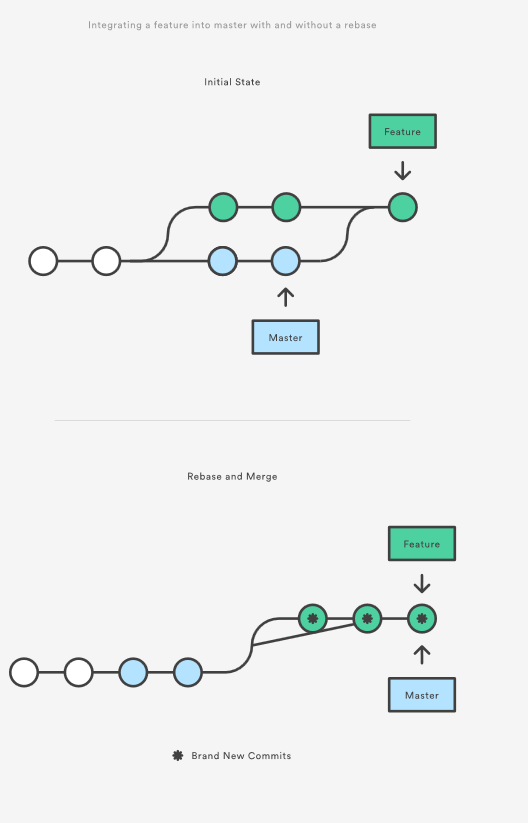 Integrating a feature into master with and without a rebase
Initial State
Feature
Master
Rebase and Merge
Feature
Master
Brand New Commits